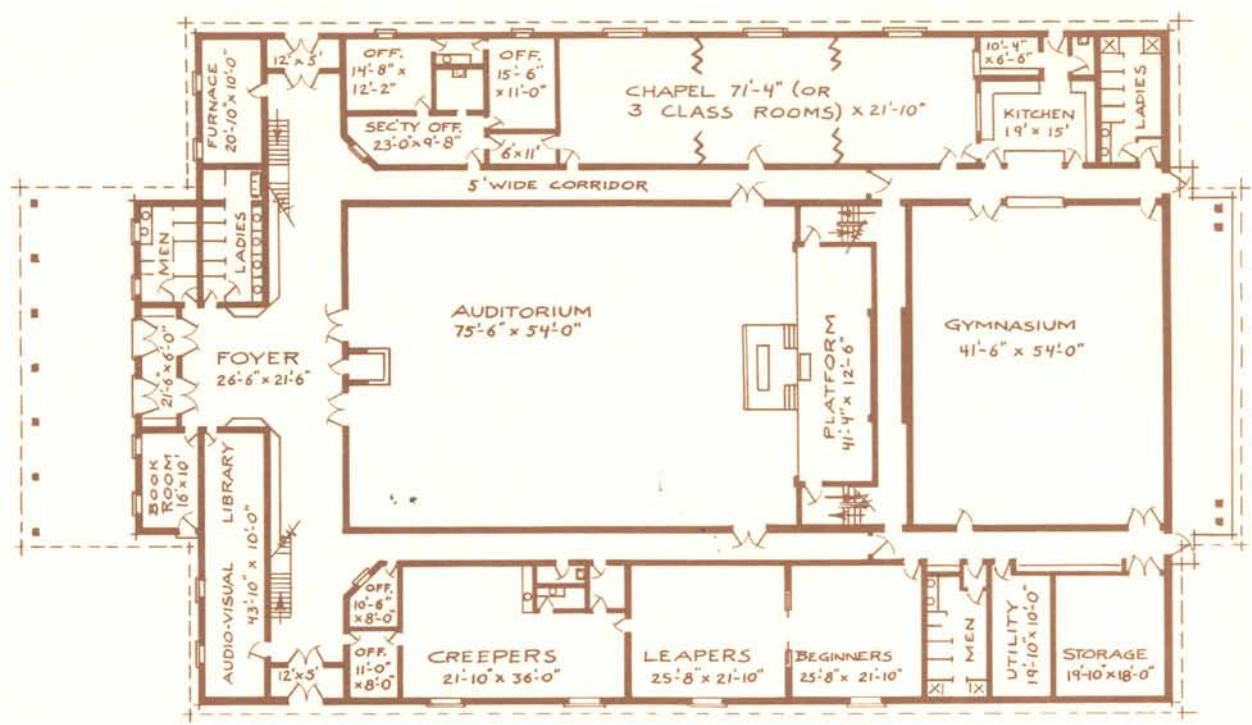 FURNACE
20'-10" x 10'-0"
12' x 5'
OFF.
14'-8" x
12'-2"
OFF.
15'-6"
x 11'-0"
SEC'TY OFF.
23'-0" x 9'-8"
6' x 11'
CHAPEL 71'-4" (OR
3 CLASS ROOMS) x 21'-10"
10'-4"
x 6'-6"
KITCHEN
19' x 15'
LADIES
5' WIDE CORRIDOR
MEN
LADIES
21'-6" x 6'-0"
FOYER
26'-6" x 21'-6"
AUDITORIUM
75'-6" x 54'-0"
PLATFORM
41'-4" x 12'-6"
GYMNASIUM
41'-6" x 54'-0"
BOOK
ROOM
16' x 10'
AUDIO-VISUAL LIBRARY
43'-10" x 10'-0"
12' x 5'
OFF.
10'-6"
x 8'-0"
OFF.
11'-0"
x 8'-0"
CREEPERS
21'-10" x 36'-0"
LEAPERS
25'-8" x 21'-10"
BEGINNERS
25'-8" x 21'-10"
MEN
UTILITY
19'-10" x 10'-0"
STORAGE
19'-10 x 18'-0"